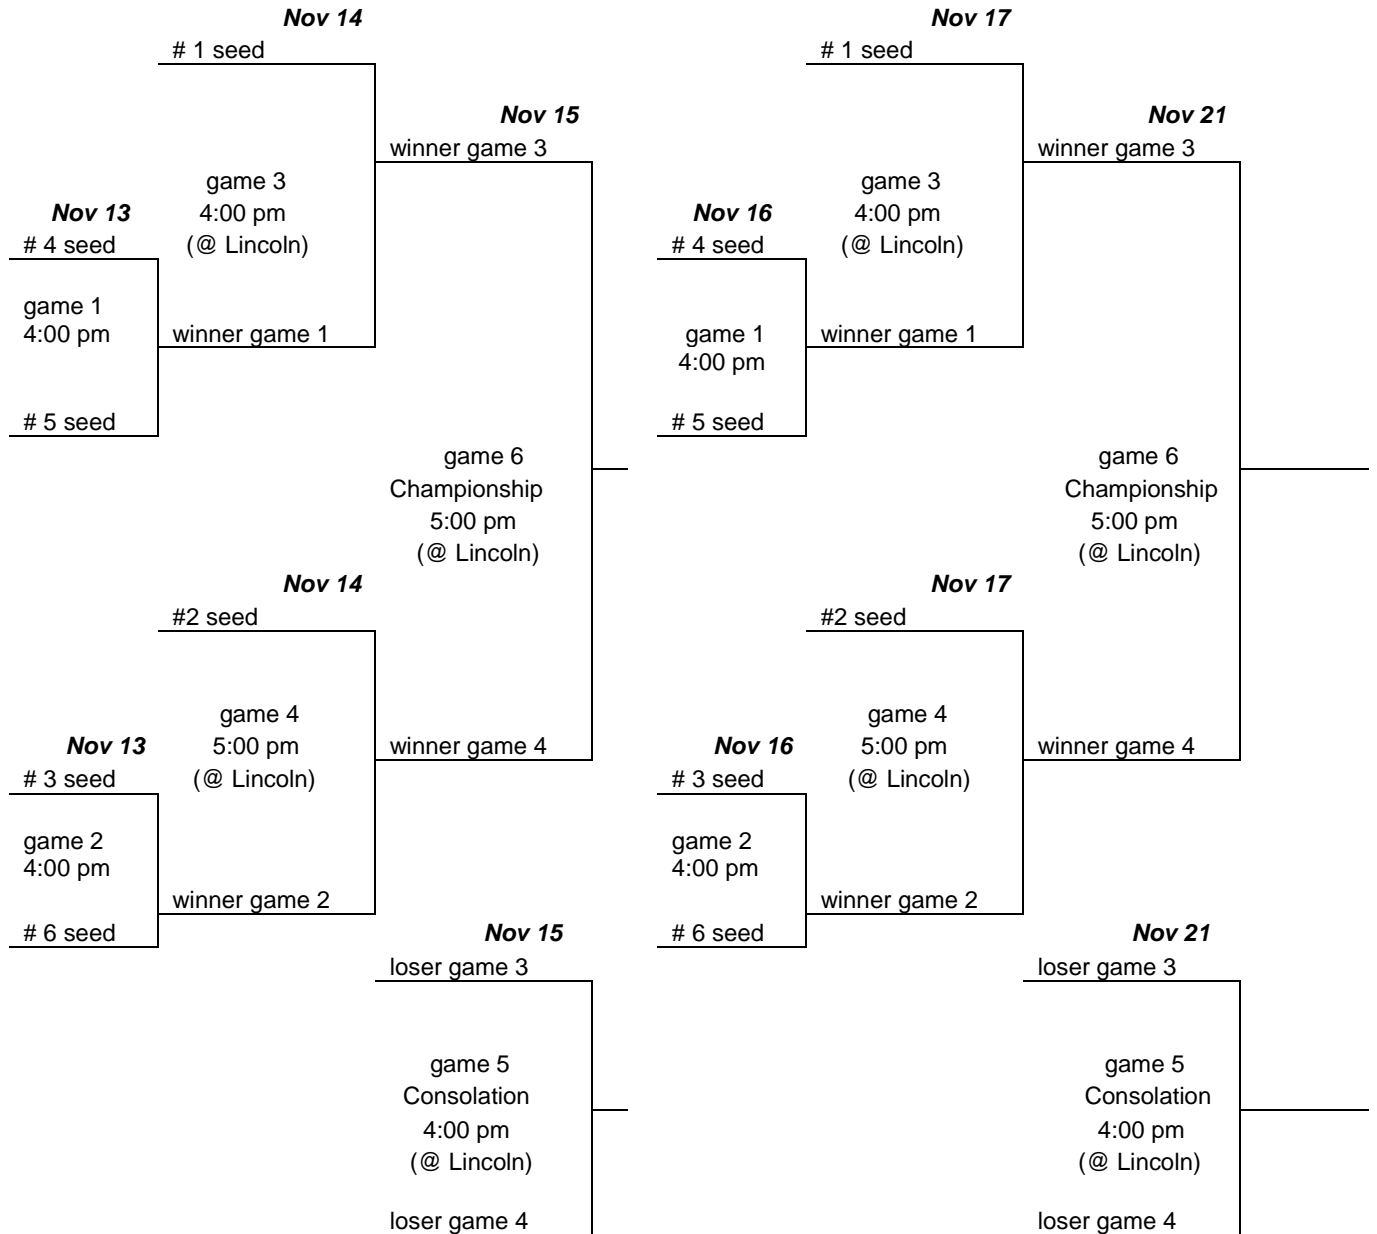 Nov 14
# 1 seed
Nov 15
winner game 3
game 3
4:00 pm
(@ Lincoln)
Nov 13
# 4 seed
game 1
4:00 pm
winner game 1
# 5 seed
game 6
Championship
5:00 pm
(@ Lincoln)
Nov 14
#2 seed
game 4
5:00 pm
(@ Lincoln)
Nov 13
winner game 4
# 3 seed
game 2
4:00 pm
winner game 2
# 6 seed
Nov 15
loser game 3
game 5
Consolation
4:00 pm
(@ Lincoln)
loser game 4
Nov 17
# 1 seed
Nov 21
winner game 3
game 3
4:00 pm
(@ Lincoln)
Nov 16
# 4 seed
game 1
4:00 pm
winner game 1
# 5 seed
game 6
Championship
5:00 pm
(@ Lincoln)
Nov 17
#2 seed
game 4
5:00 pm
(@ Lincoln)
Nov 16
winner game 4
# 3 seed
game 2
4:00 pm
winner game 2
# 6 seed
Nov 21
loser game 3
game 5
Consolation
4:00 pm
(@ Lincoln)
loser game 4